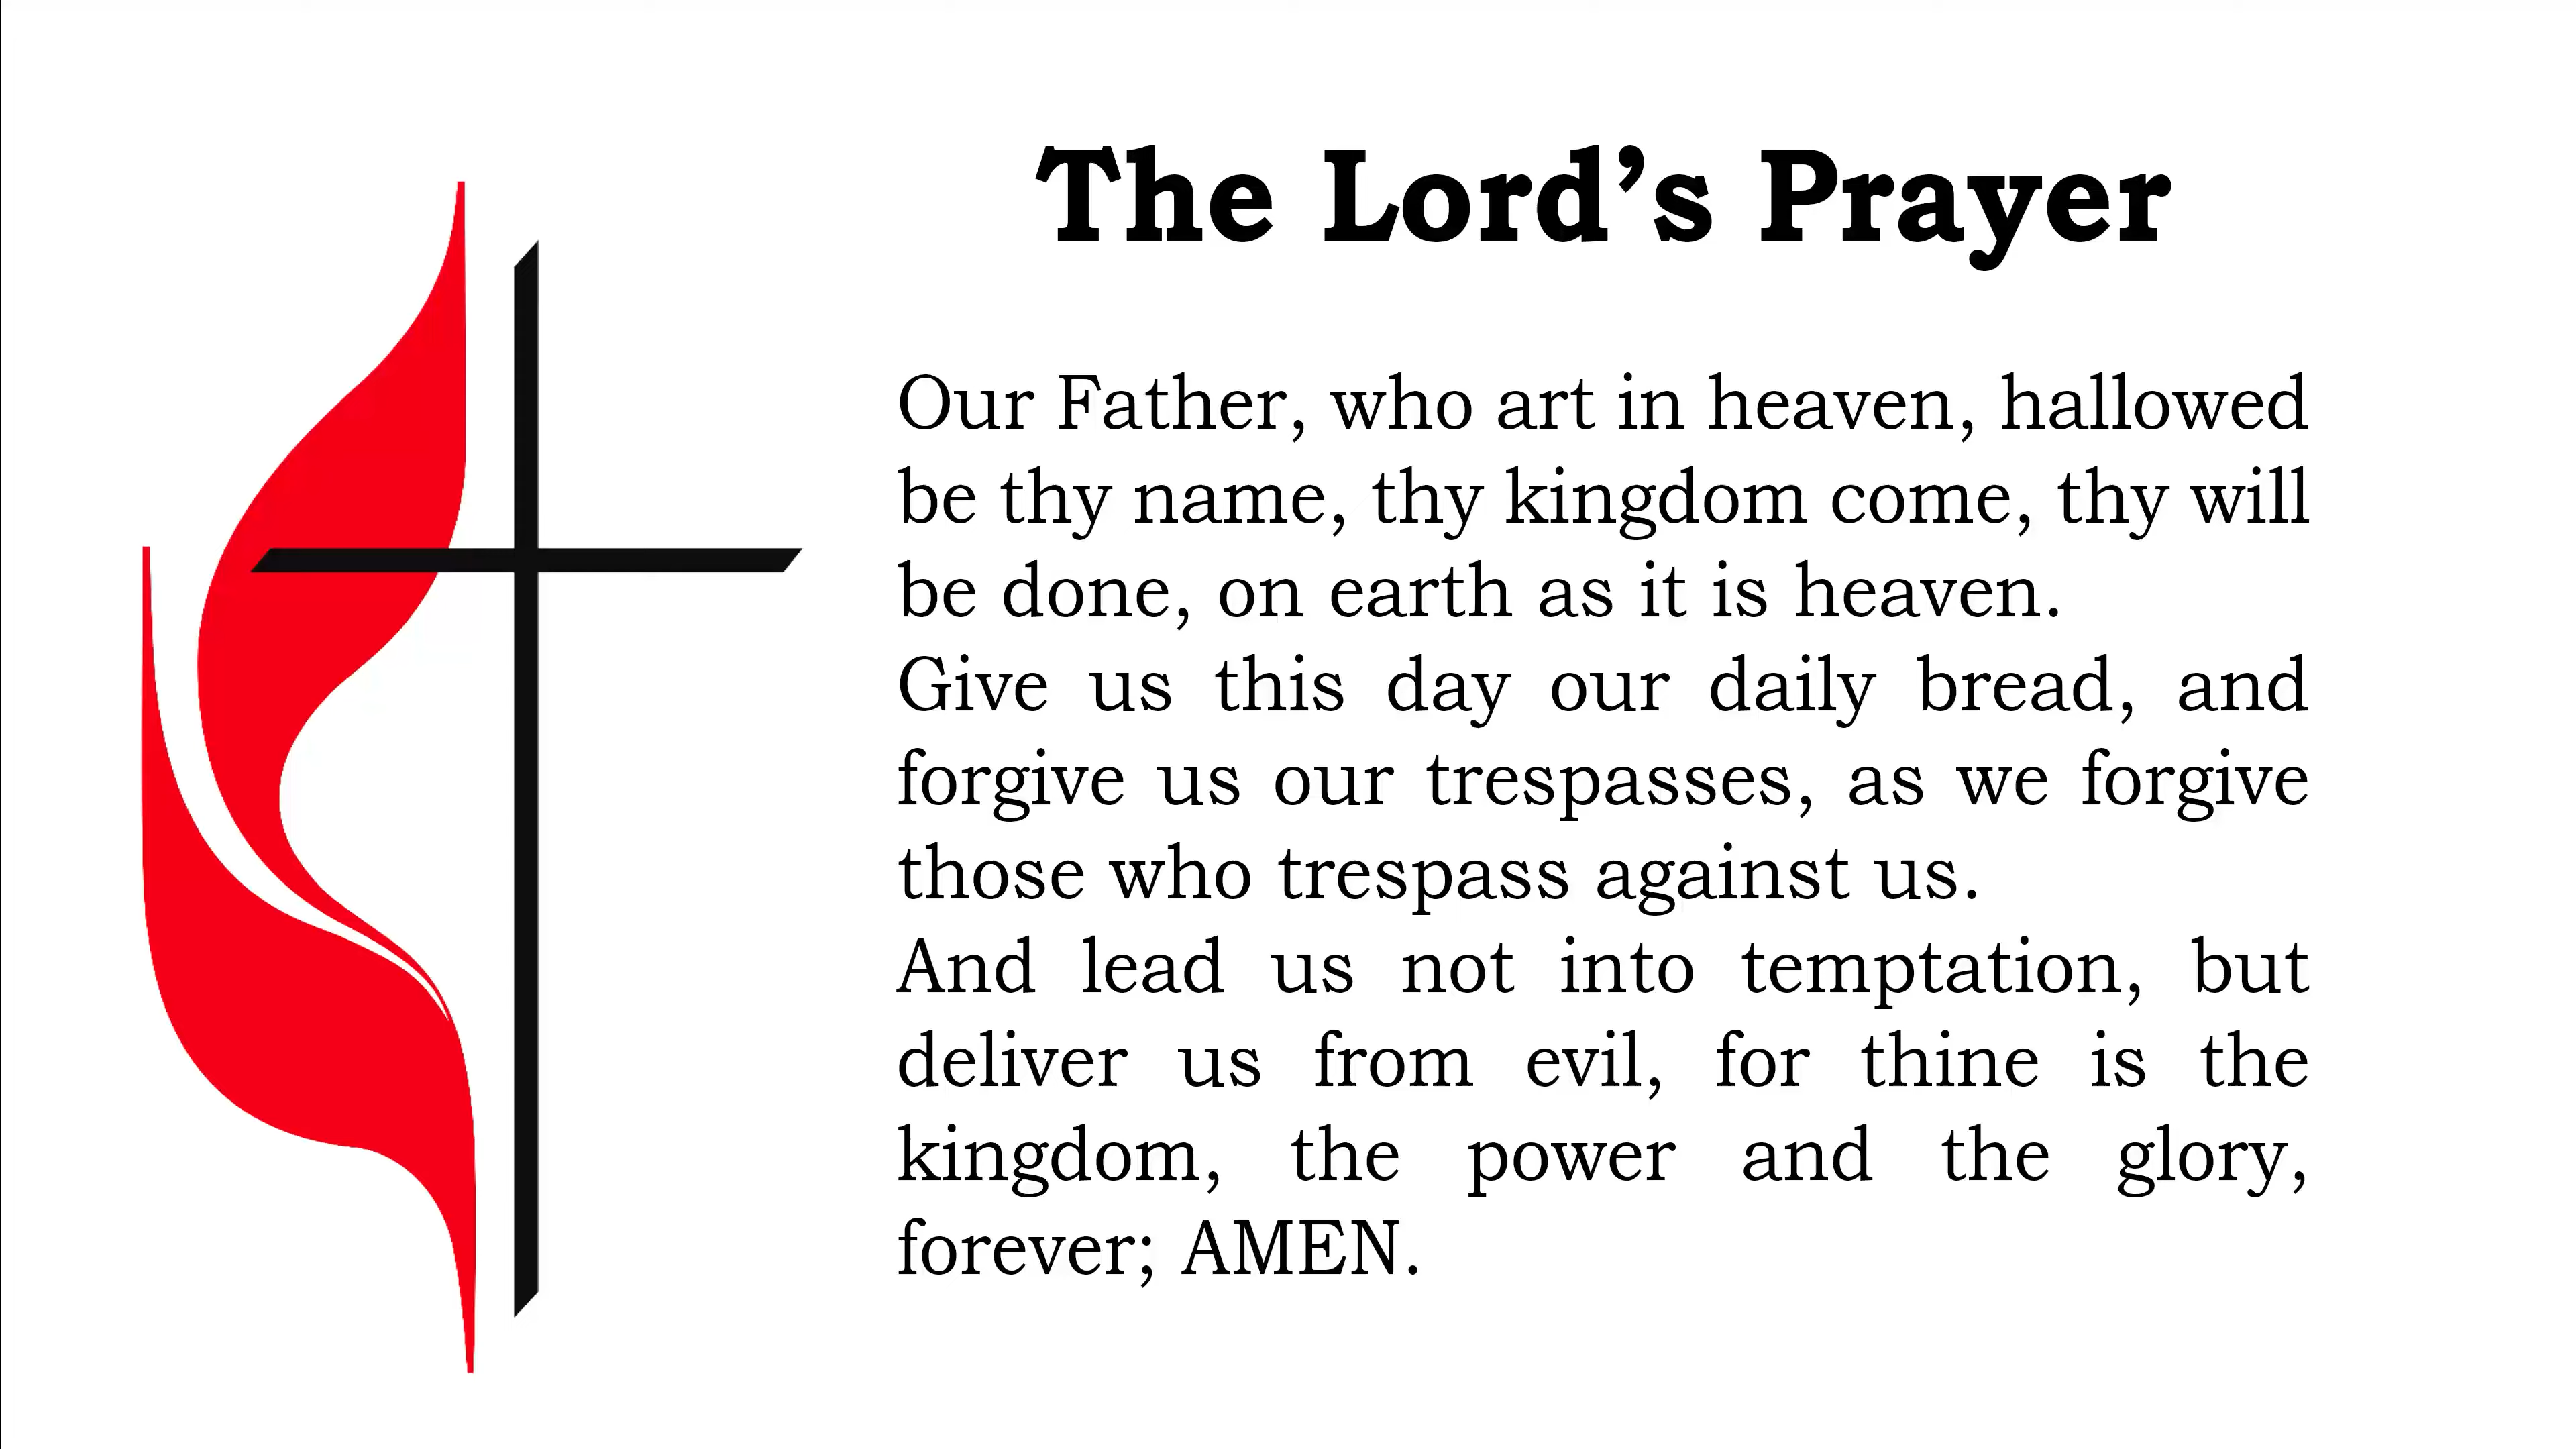 The Lord’s Prayer
Our Father, who art in heaven, hallowed
be thy name, thy kingdom come, thy will
be done, on earth as it is heaven.
Give us this day our daily bread, and
forgive us our trespasses, as we forgive
those who trespass against us.
And lead us not into temptation, but
deliver us from evil, for thine is the
kingdom, the power and the glory,
forever; AMEN.